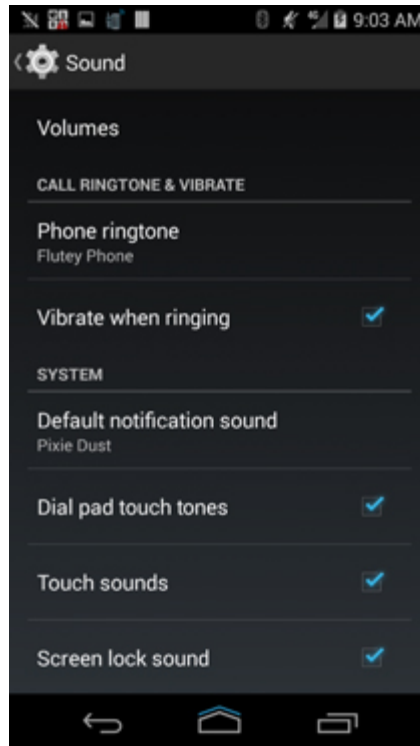 9:03 AM
Sound
Volumes
CALL RINGTONE & VIBRATE
Phone ringtone
Flutey Phone
Vibrate when ringing
SYSTEM
Default notification sound
Pixie Dust
Dial pad touch tones
Touch sounds
Screen lock sound